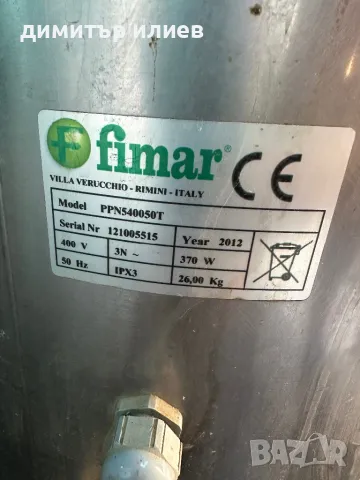 димитър илиев
fimar® CE
VILLA VERUCCHIO - RIMINI - ITALY
Model PPN540050T
Serial Nr 121005515 Year 2012
400 V 3N ~ 370 W
50 Hz IPX3 26,00 Kg
BAZAR